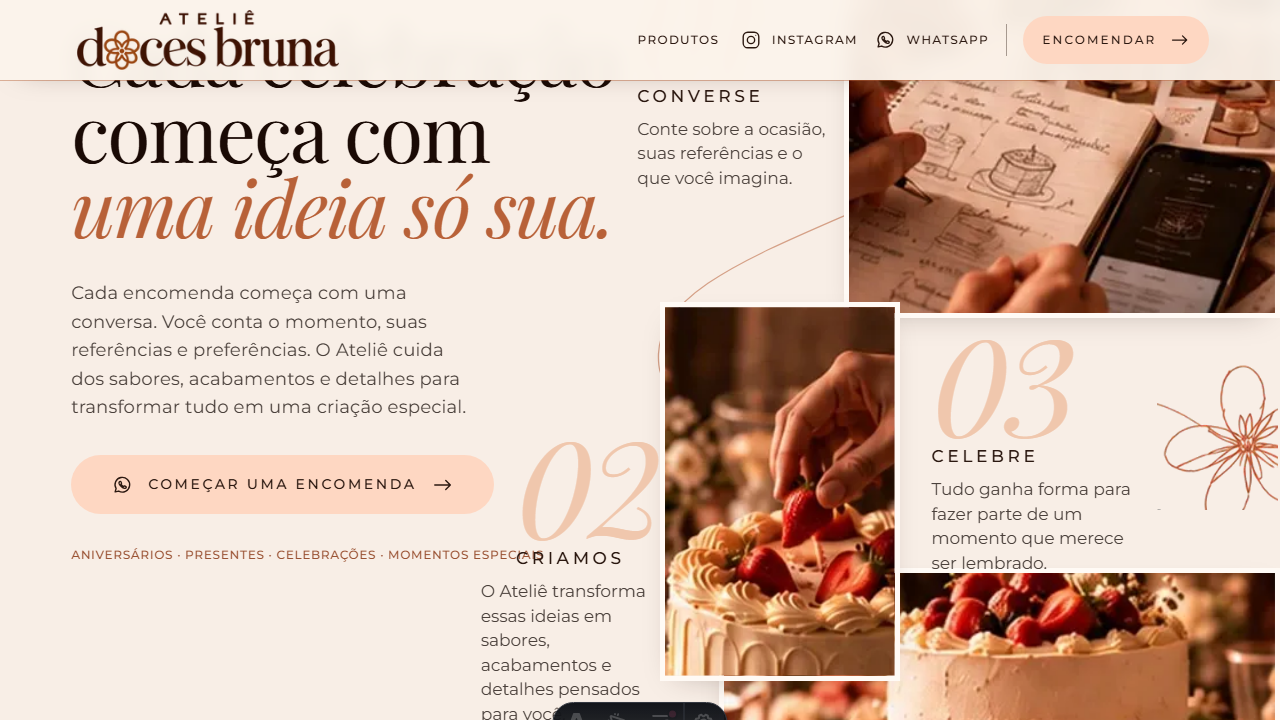 ATELIÊ
doces bruna
PRODUTOS
INSTAGRAM
WHATSAPP
ENCOMENDAR
Cada celebração
começa com
uma ideia só sua.
Cada encomenda começa com uma
conversa. Você conta o momento, suas
referências e preferências. O Ateliê cuida
dos sabores, acabamentos e detalhes para
transformar tudo em uma criação especial.
COMEÇAR UMA ENCOMENDA
ANIVERSÁRIOS · PRESENTES · CELEBRAÇÕES · MOMENTOS ESPECIAIS
CONVERSE
Conte sobre a ocasião,
suas referências e o
que você imagina.
02
CRIAMOS
O Ateliê transforma
essas ideias em
sabores,
acabamentos e
detalhes pensados
para você
03
CELEBRE
Tudo ganha forma para
fazer parte de um
momento que merece
ser lembrado.